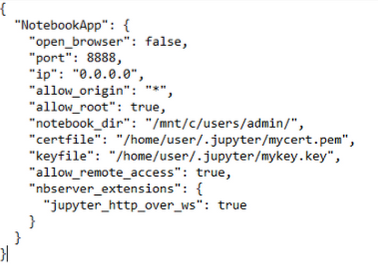 {
  "NotebookApp": {
    "open_browser": false,
    "port": 8888,
    "ip": "0.0.0.0",
    "allow_origin": "*",
    "allow_root": true,
    "notebook_dir": "/mnt/c/users/admin/",
    "certfile": "/home/user/.jupyter/mycert.pem",
    "keyfile": "/home/user/.jupyter/mykey.key",
    "allow_remote_access": true,
    "nbserver_extensions": {
      "jupyter_http_over_ws": true
    }
  }
}